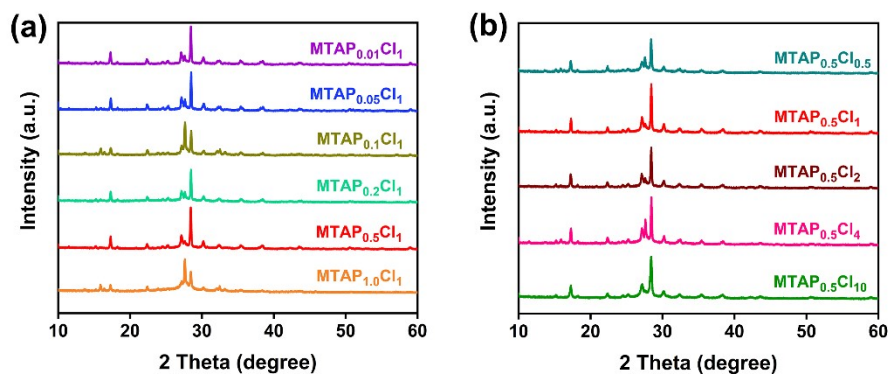 (a)
Intensity (a.u.)
MTAP0.01Cl1
MTAP0.05Cl1
MTAP0.1Cl1
MTAP0.2Cl1
MTAP0.5Cl1
MTAP1.0Cl1
10 20 30 40 50 60
2 Theta (degree)
(b)
Intensity (a.u.)
MTAP0.5Cl0.5
MTAP0.5Cl1
MTAP0.5Cl2
MTAP0.5Cl4
MTAP0.5Cl10
10 20 30 40 50 60
2 Theta (degree)